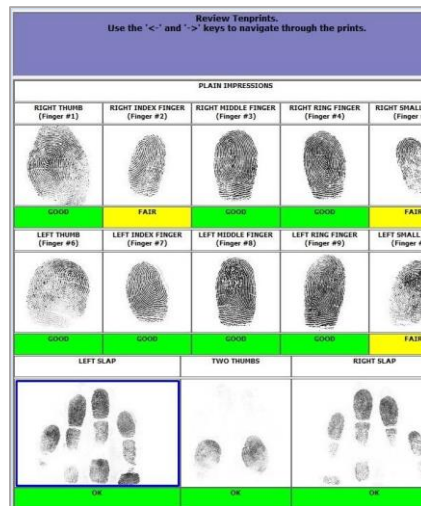 Review Tenprints.
Use the '<-' and '->' keys to navigate through the prints.
PLAIN IMPRESSIONS
RIGHT THUMB RIGHT INDEX FINGER RIGHT MIDDLE FINGER RIGHT RING FINGER RIGHT SMALL
(Finger #1) (Finger #2) (Finger #3) (Finger #4) (Finger
GOOD FAIR GOOD GOOD FAIR
LEFT THUMB LEFT INDEX FINGER LEFT MIDDLE FINGER LEFT RING FINGER LEFT SMALL
(Finger #6) (Finger #7) (Finger #8) (Finger #9) (Finger #
GOOD GOOD GOOD GOOD FAIR
LEFT SLAP TWO THUMBS RIGHT SLAP
OK OK OK